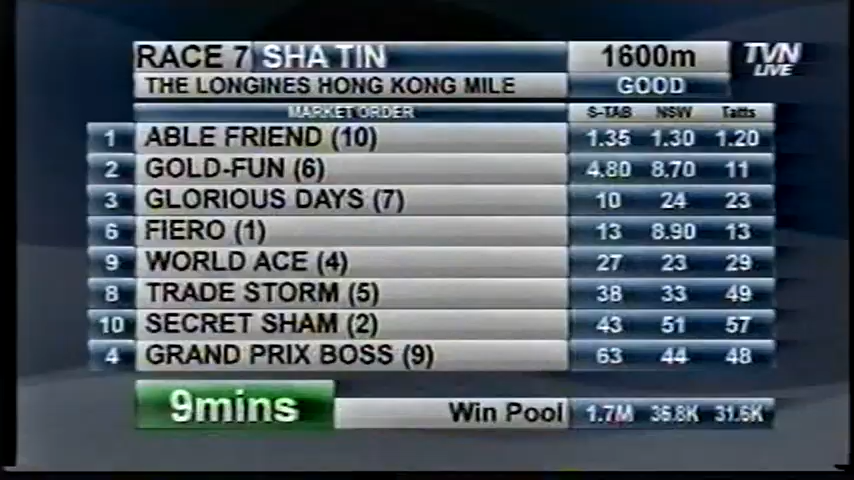 RACE 7 SHA TIN 1600m TVN LIVE
THE LONGINES HONG KONG MILE GOOD
MARKET ORDER S-TAB NSW Tatts
1 ABLE FRIEND (10) 1.35 1.30 1.20
2 GOLD-FUN (6) 4.80 8.70 11
3 GLORIOUS DAYS (7) 10 24 23
6 FIERO (1) 13 8.90 13
9 WORLD ACE (4) 27 23 29
8 TRADE STORM (5) 38 33 49
10 SECRET SHAM (2) 43 51 57
4 GRAND PRIX BOSS (9) 63 44 48
9mins Win Pool 1.7M 36.8K 31.6K